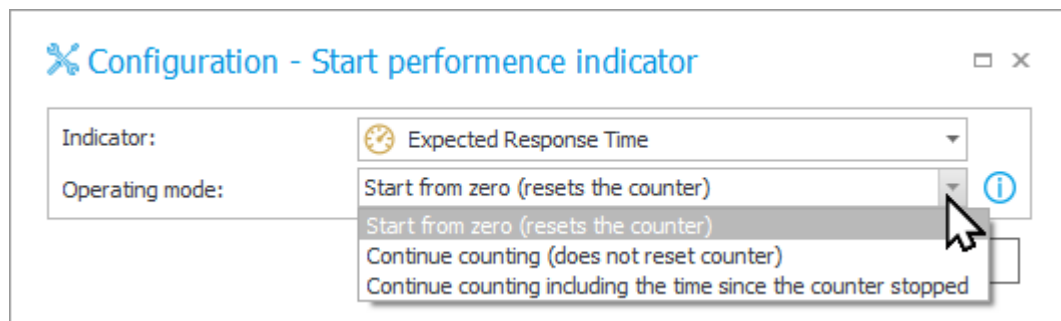 Configuration - Start performence indicator
Indicator: Expected Response Time
Operating mode: Start from zero (resets the counter)
Start from zero (resets the counter)
Continue counting (does not reset counter)
Continue counting including the time since the counter stopped